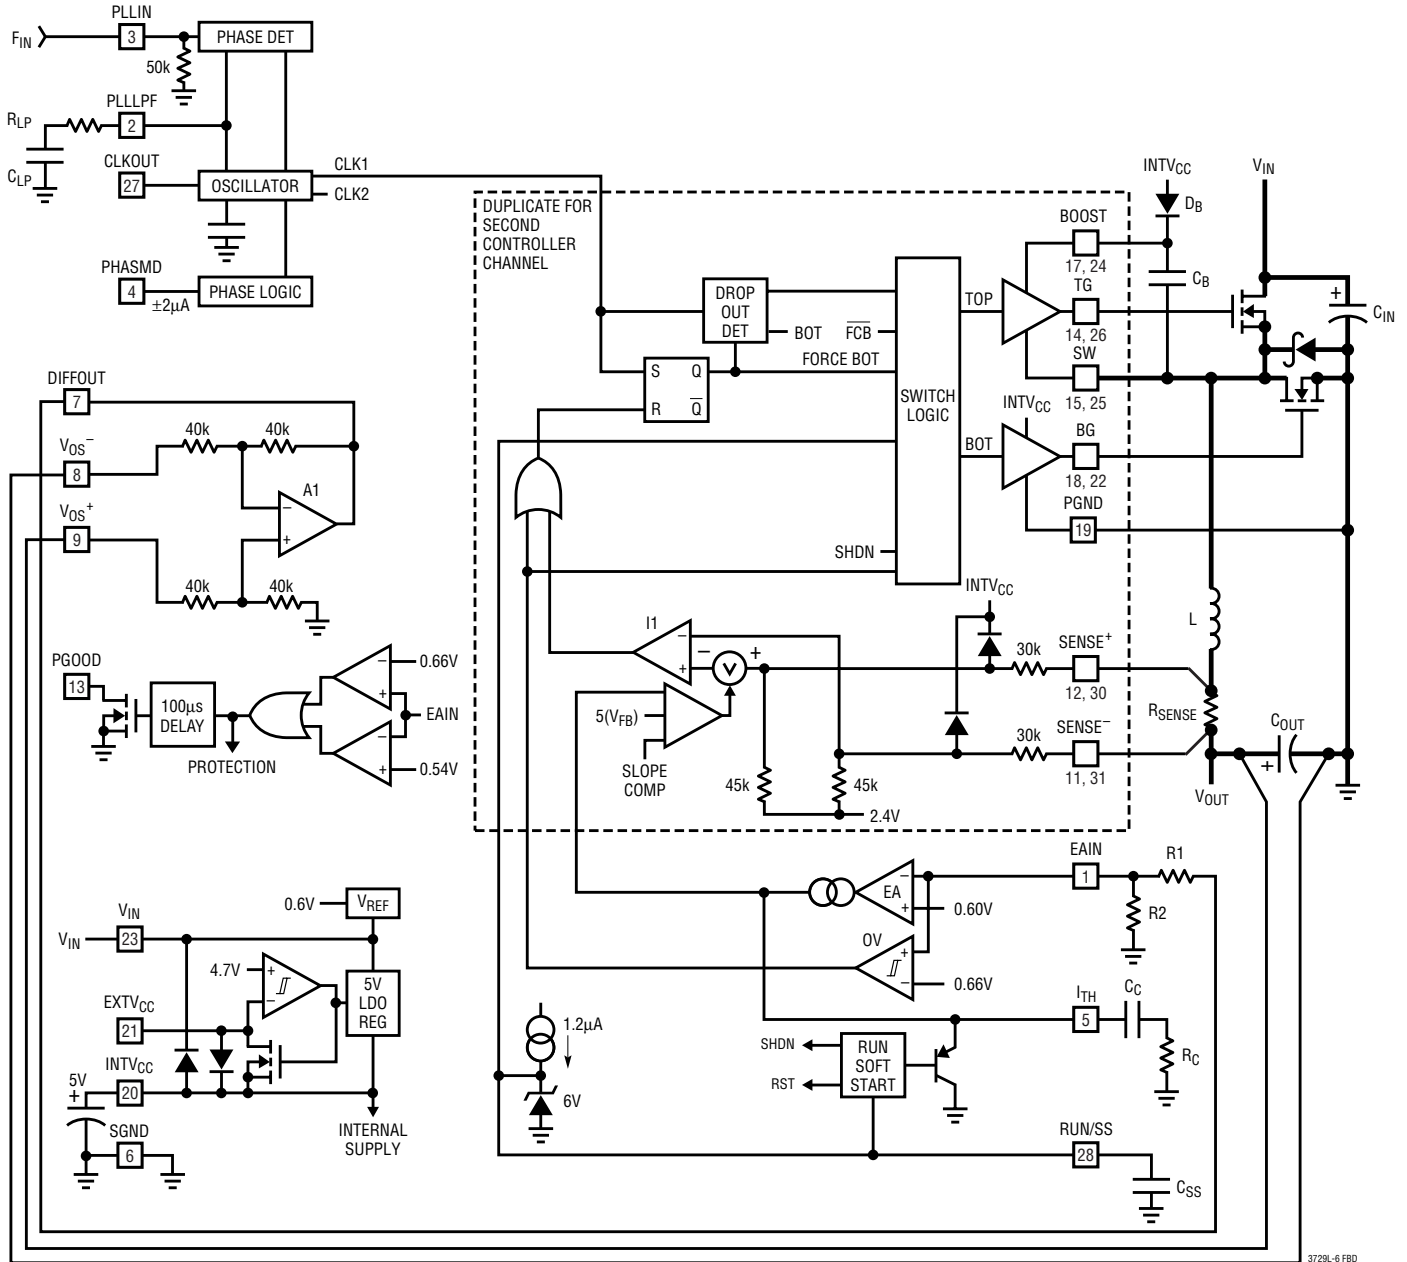 PLLIN
F_IN
3
PHASE DET
50k
PLLLPF
R_LP
2
C_LP
CLKOUT
27
OSCILLATOR
CLK1
CLK2
PHASMD
4
±2µA
PHASE LOGIC
DUPLICATE FOR
SECOND
CONTROLLER
CHANNEL
DROP
OUT
DET
BOT
FCB
FORCE BOT
S Q
R Q
SWITCH
LOGIC
TOP
BOT
SHDN
INTV_CC
V_IN
D_B
BOOST
17, 24
C_B
TG
14, 26
SW
15, 25
C_IN
+
INTV_CC
BG
18, 22
PGND
19
DIFFOUT
7
V_OS−
8
40k
40k
A1
−
+
V_OS+
9
40k
40k
PGOOD
13
100µs
DELAY
PROTECTION
−
0.66V
+
EAIN
−
+
0.54V
I1
−
+
−
+
V
5(V_FB)
SLOPE
COMP
45k
45k
2.4V
INTV_CC
30k
SENSE+
12, 30
30k
SENSE−
11, 31
L
R_SENSE
C_OUT
+
V_OUT
EAIN
1
R1
R2
EA
−
+
0.60V
OV
+
−
0.66V
I_TH
5
C_C
R_C
1.2µA
6V
SHDN
RST
RUN
SOFT
START
RUN/SS
28
C_SS
0.6V
V_REF
V_IN
V_IN
23
4.7V
+
−
5V
LDO
REG
EXTV_CC
21
INTV_CC
5V
+
20
SGND
6
INTERNAL
SUPPLY
3729L-6 FBD